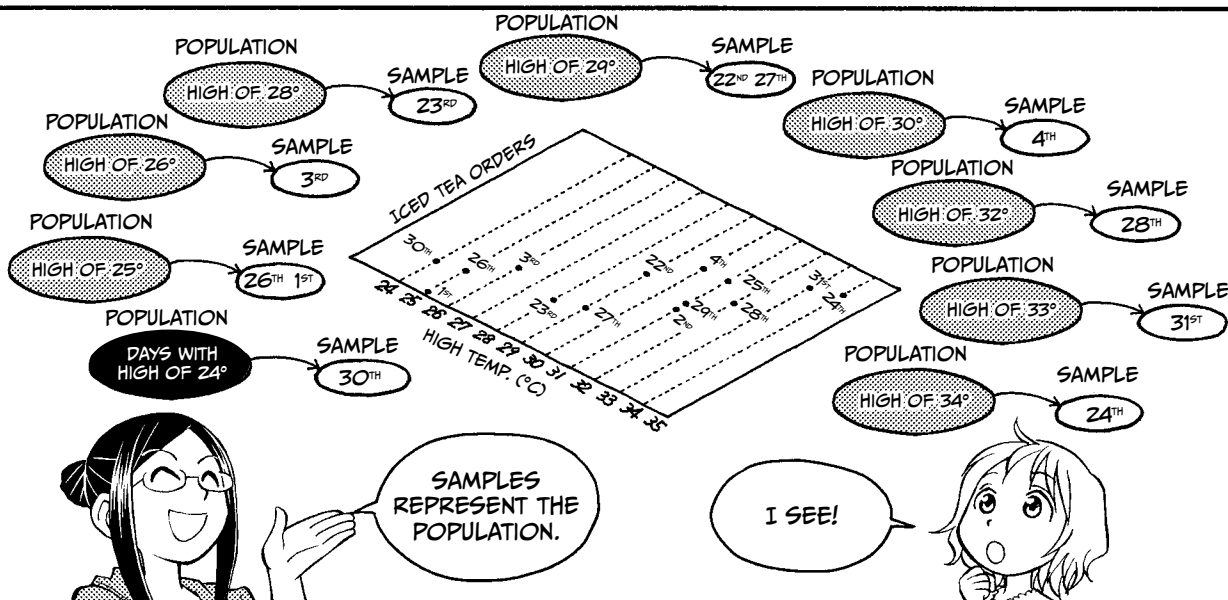 POPULATION
HIGH OF 29°
SAMPLE
22ND 27TH
POPULATION
HIGH OF 28°
SAMPLE
23RD
POPULATION
HIGH OF 30°
SAMPLE
4TH
POPULATION
HIGH OF 26°
SAMPLE
3RD
POPULATION
HIGH OF 32°
SAMPLE
28TH
POPULATION
HIGH OF 25°
SAMPLE
26TH 1ST
POPULATION
HIGH OF 33°
SAMPLE
31ST
POPULATION
DAYS WITH
HIGH OF 24°
SAMPLE
30TH
POPULATION
HIGH OF 34°
SAMPLE
24TH
ICED TEA ORDERS
30TH
26TH
3RD
1ST
22ND
4TH
25TH
31ST
24TH
23RD
27TH
29TH
2ND
28TH
24 25 26 27 28 29 30 31 32 33 34 35
HIGH TEMP. (°C)
SAMPLES
REPRESENT THE
POPULATION.
I SEE!